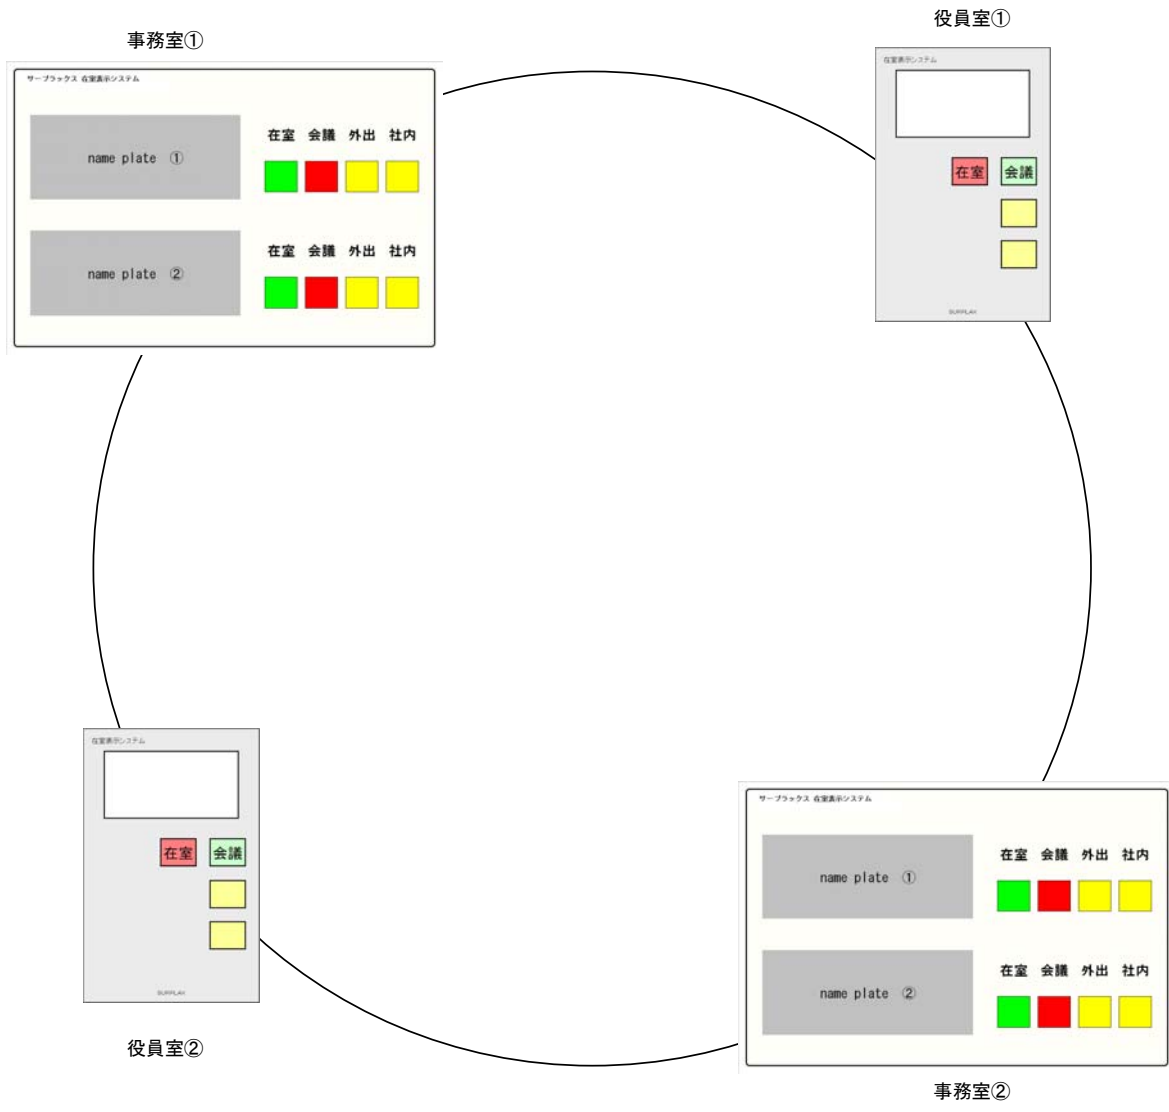 役員室①
事務室①
サープラックス 在室表示システム
name plate ①
在室 会議 外出 社内
name plate ②
在室 会議 外出 社内
在室表示システム
在室 会議
SURPLAX
在室表示システム
在室 会議
SURPLAX
役員室②
サープラックス 在室表示システム
name plate ①
在室 会議 外出 社内
name plate ②
在室 会議 外出 社内
事務室②